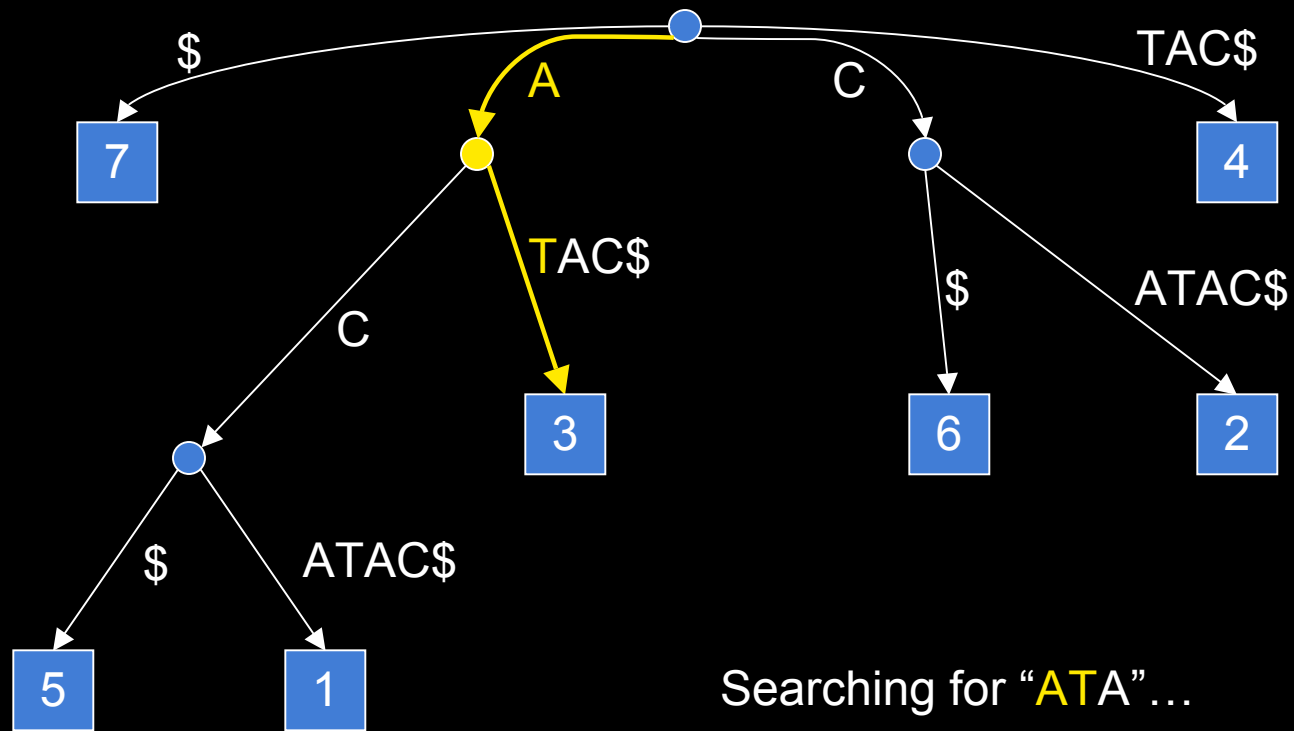 $
A
C
TAC$
7
4
TAC$
$
ATAC$
C
3
6
2
$
ATAC$
5
1
Searching for “ATA”…